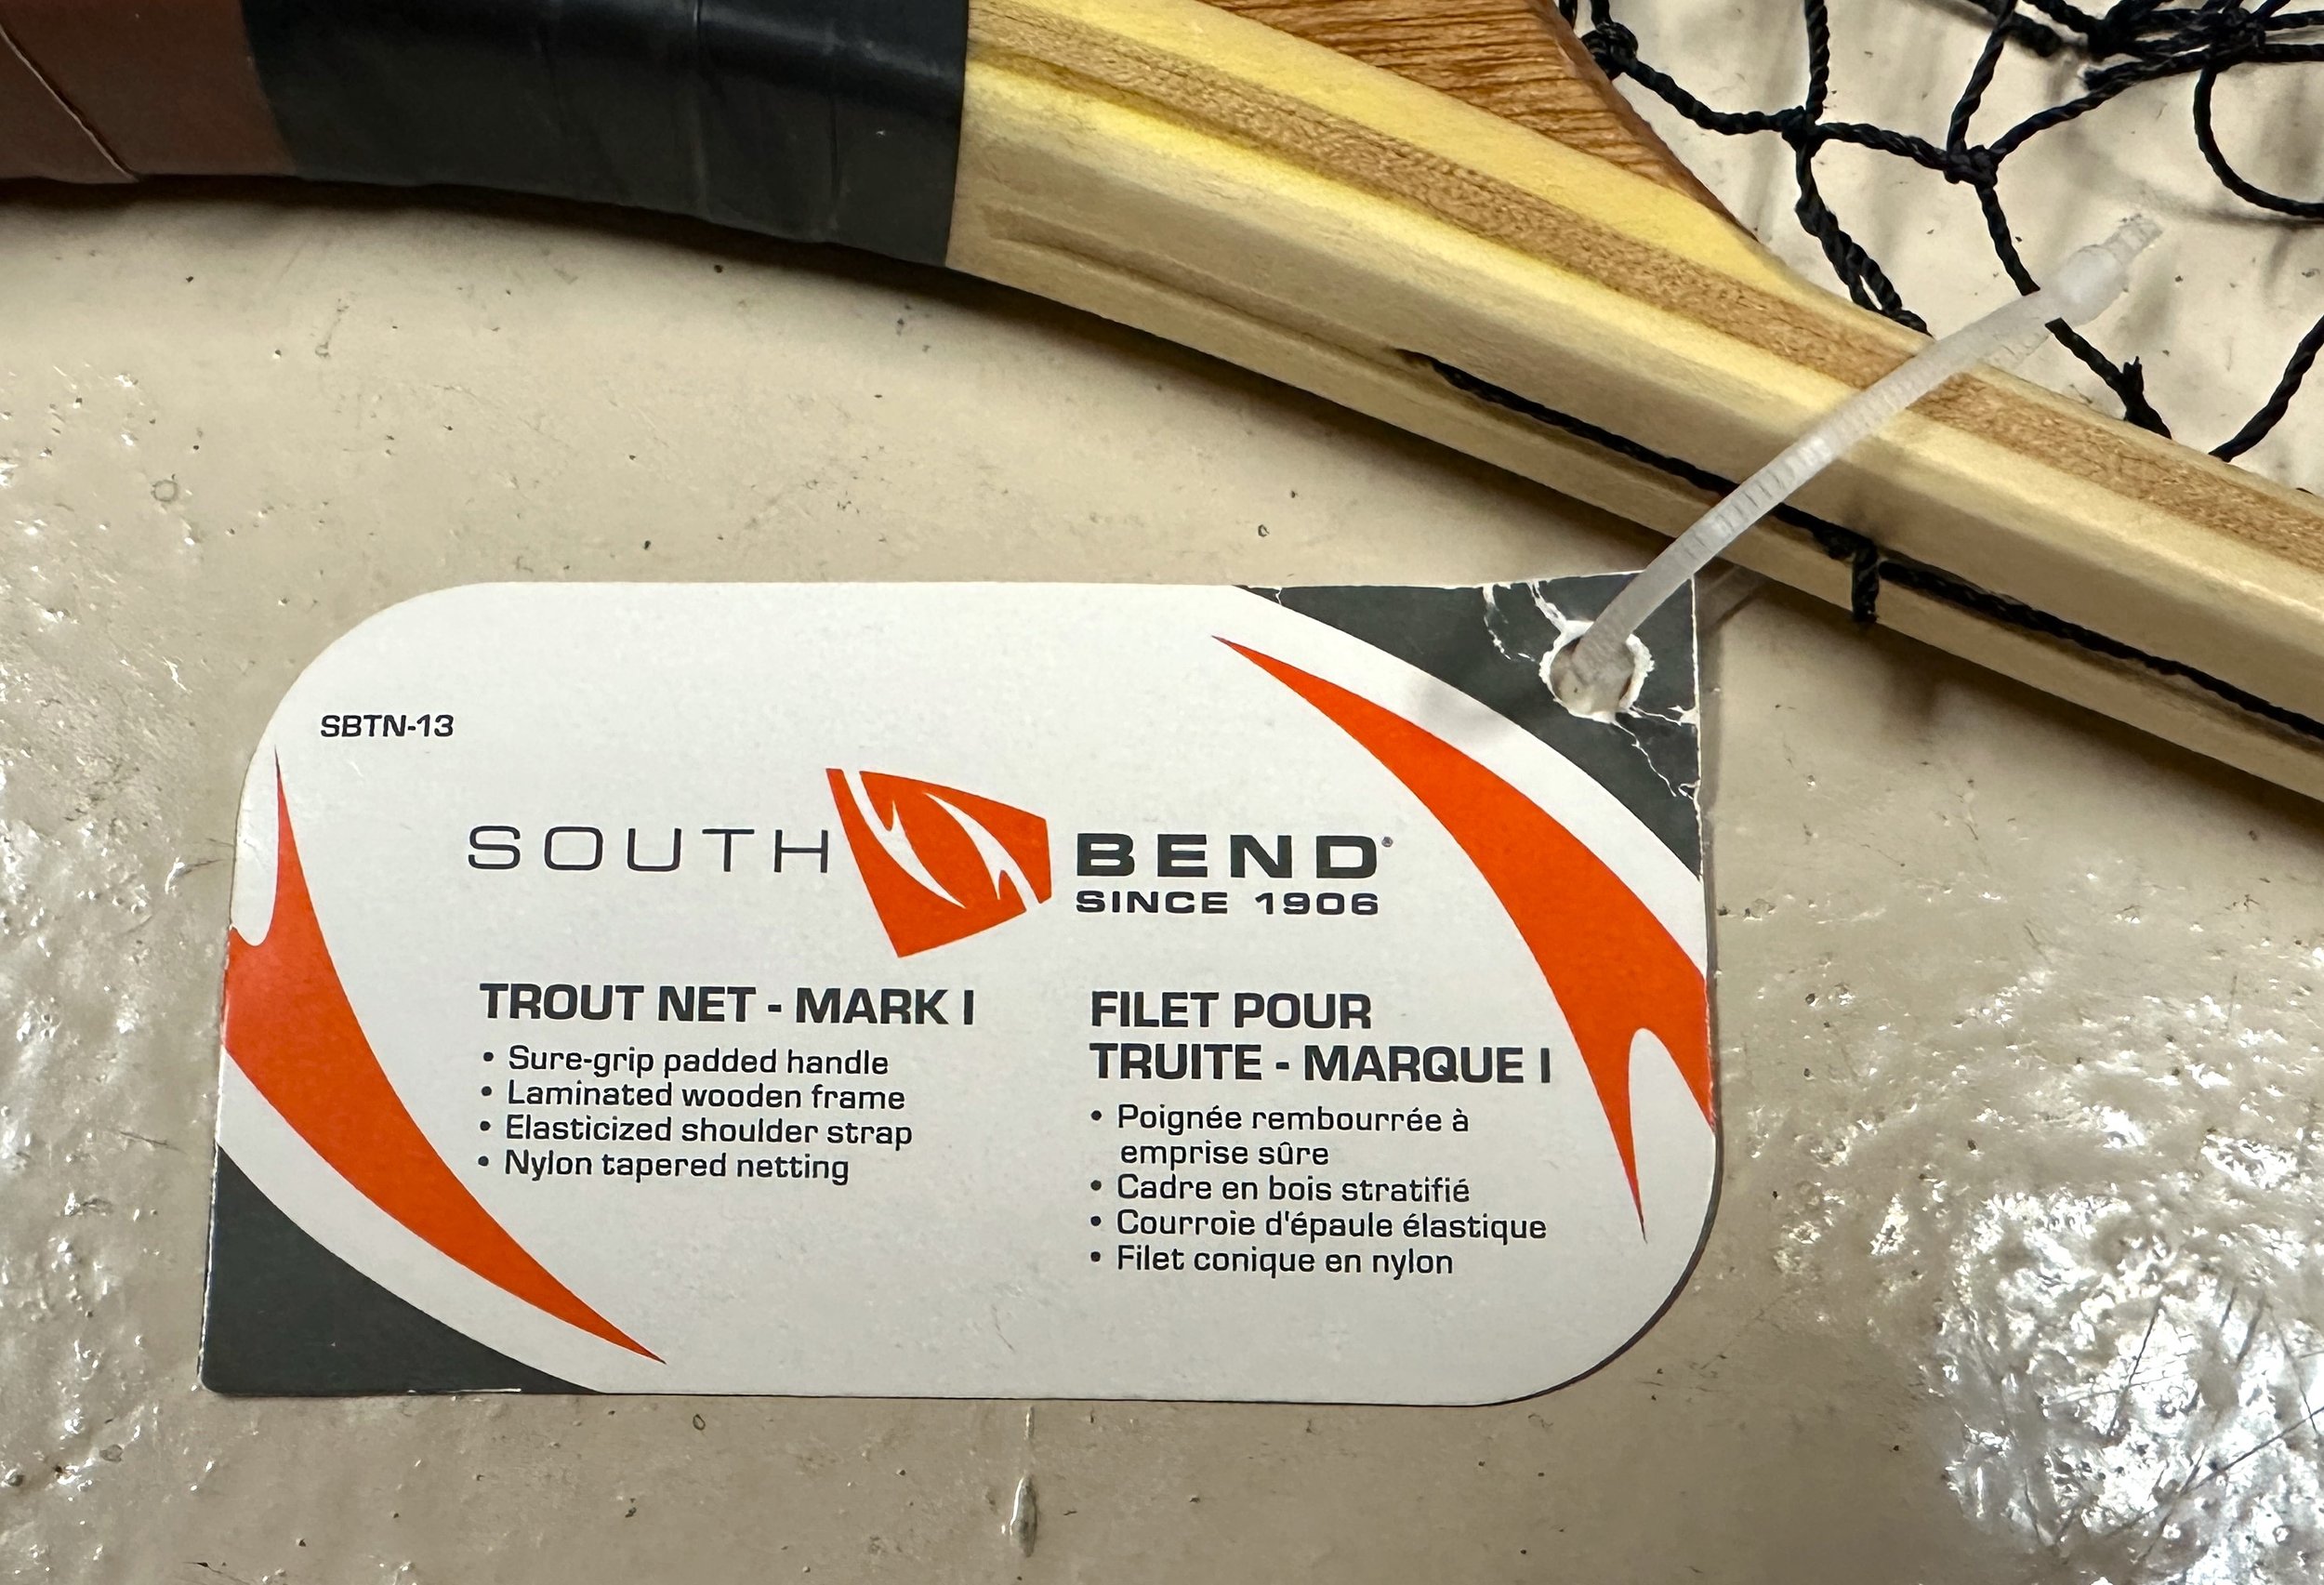 SBTN-13
SOUTH BEND®
SINCE 1906
TROUT NET - MARK I
• Sure-grip padded handle
• Laminated wooden frame
• Elasticized shoulder strap
• Nylon tapered netting
FILET POUR
TRUITE - MARQUE I
• Poignée rembourrée à
emprise sûre
• Cadre en bois stratifié
• Courroie d'épaule élastique
• Filet conique en nylon